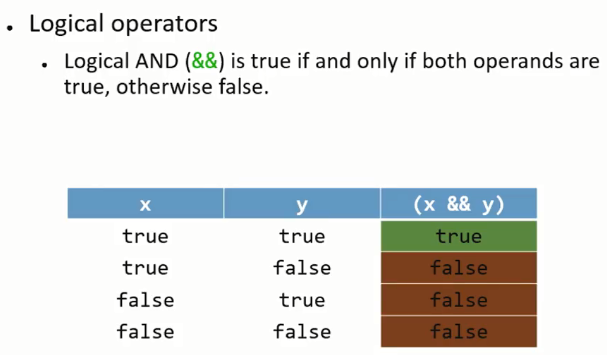 • Logical operators
• Logical AND (&&) is true if and only if both operands are
true, otherwise false.
x y (x && y)
true true true
true false false
false true false
false false false